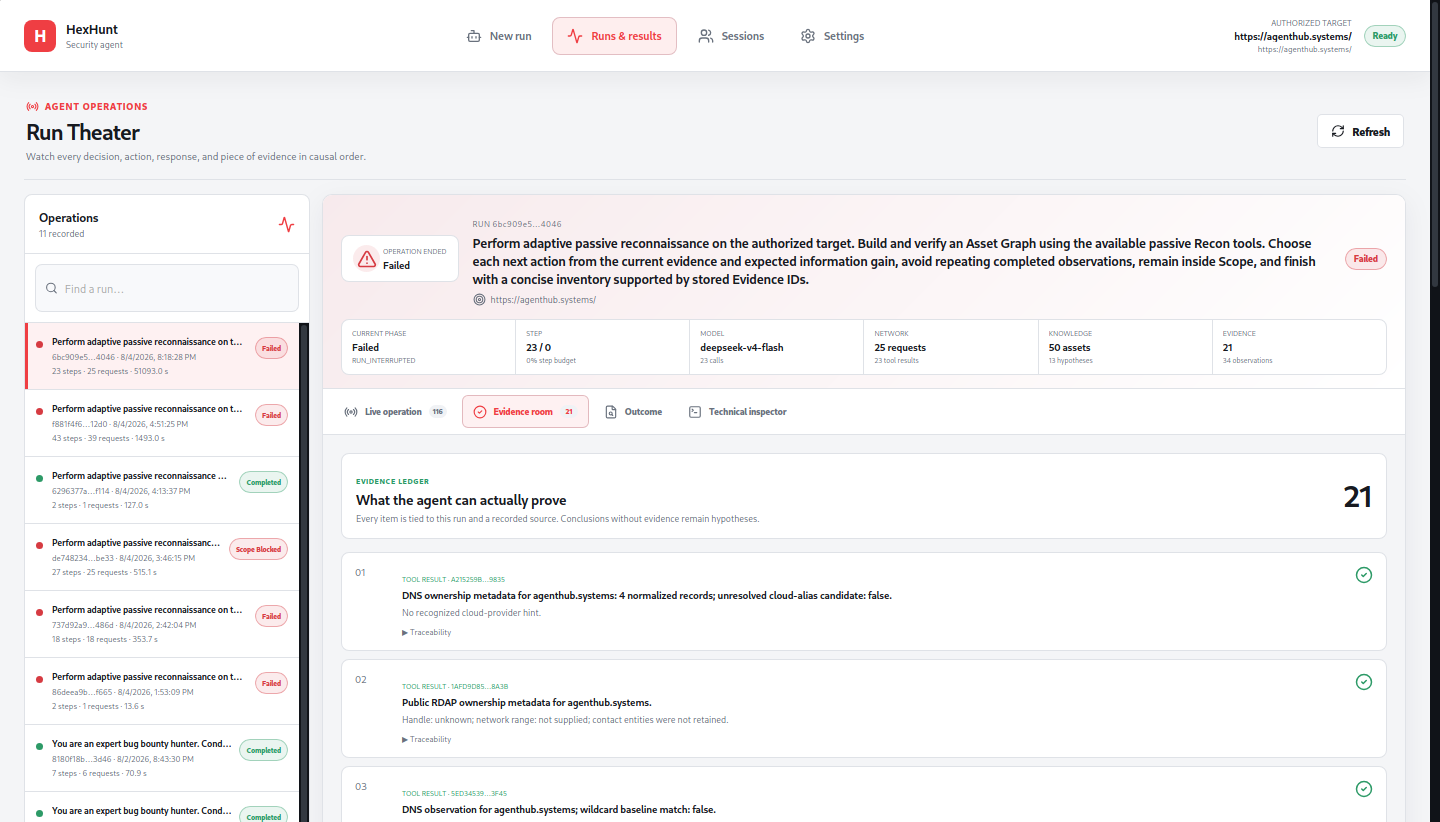 H
HexHunt
Security agent
New run
Runs & results
Sessions
Settings
AUTHORIZED TARGET
https://agenthub.systems/
https://agenthub.systems/
Ready
AGENT OPERATIONS
Run Theater
Watch every decision, action, response, and piece of evidence in causal order.
Refresh
Operations
11 recorded
Find a run...
Perform adaptive passive reconnaissance on t...
6bc909e5...4046 · 8/4/2026, 8:18:28 PM
23 steps · 25 requests · 51093.0 s
Failed
Perform adaptive passive reconnaissance on t...
f881f4f6...12d0 · 8/4/2026, 4:51:25 PM
43 steps · 39 requests · 1493.0 s
Failed
Perform adaptive passive reconnaissance ...
6296377a...f114 · 8/4/2026, 4:13:37 PM
2 steps · 1 requests · 127.0 s
Completed
Perform adaptive passive reconnaissanc...
de748234...be33 · 8/4/2026, 3:46:15 PM
27 steps · 25 requests · 515.1 s
Scope Blocked
Perform adaptive passive reconnaissance on t...
737d92a9...486d · 8/4/2026, 2:42:04 PM
18 steps · 18 requests · 353.7 s
Failed
Perform adaptive passive reconnaissance on t...
86deea9b...f665 · 8/4/2026, 1:53:09 PM
2 steps · 1 requests · 13.6 s
Failed
You are an expert bug bounty hunter. Cond...
8180f18b...3d46 · 8/2/2026, 8:43:30 PM
7 steps · 6 requests · 70.9 s
Completed
You are an expert bug bounty hunter. Cond...
Completed
OPERATION ENDED
Failed
RUN 6bc909e5...4046
Perform adaptive passive reconnaissance on the authorized target. Build and verify an Asset Graph using the available passive Recon tools. Choose
each next action from the current evidence and expected information gain, avoid repeating completed observations, remain inside Scope, and finish
with a concise inventory supported by stored Evidence IDs.
https://agenthub.systems/
Failed
CURRENT PHASE
Failed
RUN_INTERRUPTED
STEP
23 / 0
0% step budget
MODEL
deepseek-v4-flash
23 calls
NETWORK
25 requests
23 tool results
KNOWLEDGE
50 assets
13 hypotheses
EVIDENCE
21
34 observations
Live operation 116
Evidence room 21
Outcome
Technical inspector
EVIDENCE LEDGER
What the agent can actually prove
Every item is tied to this run and a recorded source. Conclusions without evidence remain hypotheses.
21
01
TOOL RESULT · A215259B...9835
DNS ownership metadata for agenthub.systems: 4 normalized records; unresolved cloud-alias candidate: false.
No recognized cloud-provider hint.
▶ Traceability
02
TOOL RESULT · 1AFD9D85...8A3B
Public RDAP ownership metadata for agenthub.systems.
Handle: unknown; network range: not supplied; contact entities were not retained.
▶ Traceability
03
TOOL RESULT · 5ED34539...3F45
DNS observation for agenthub.systems; wildcard baseline match: false.